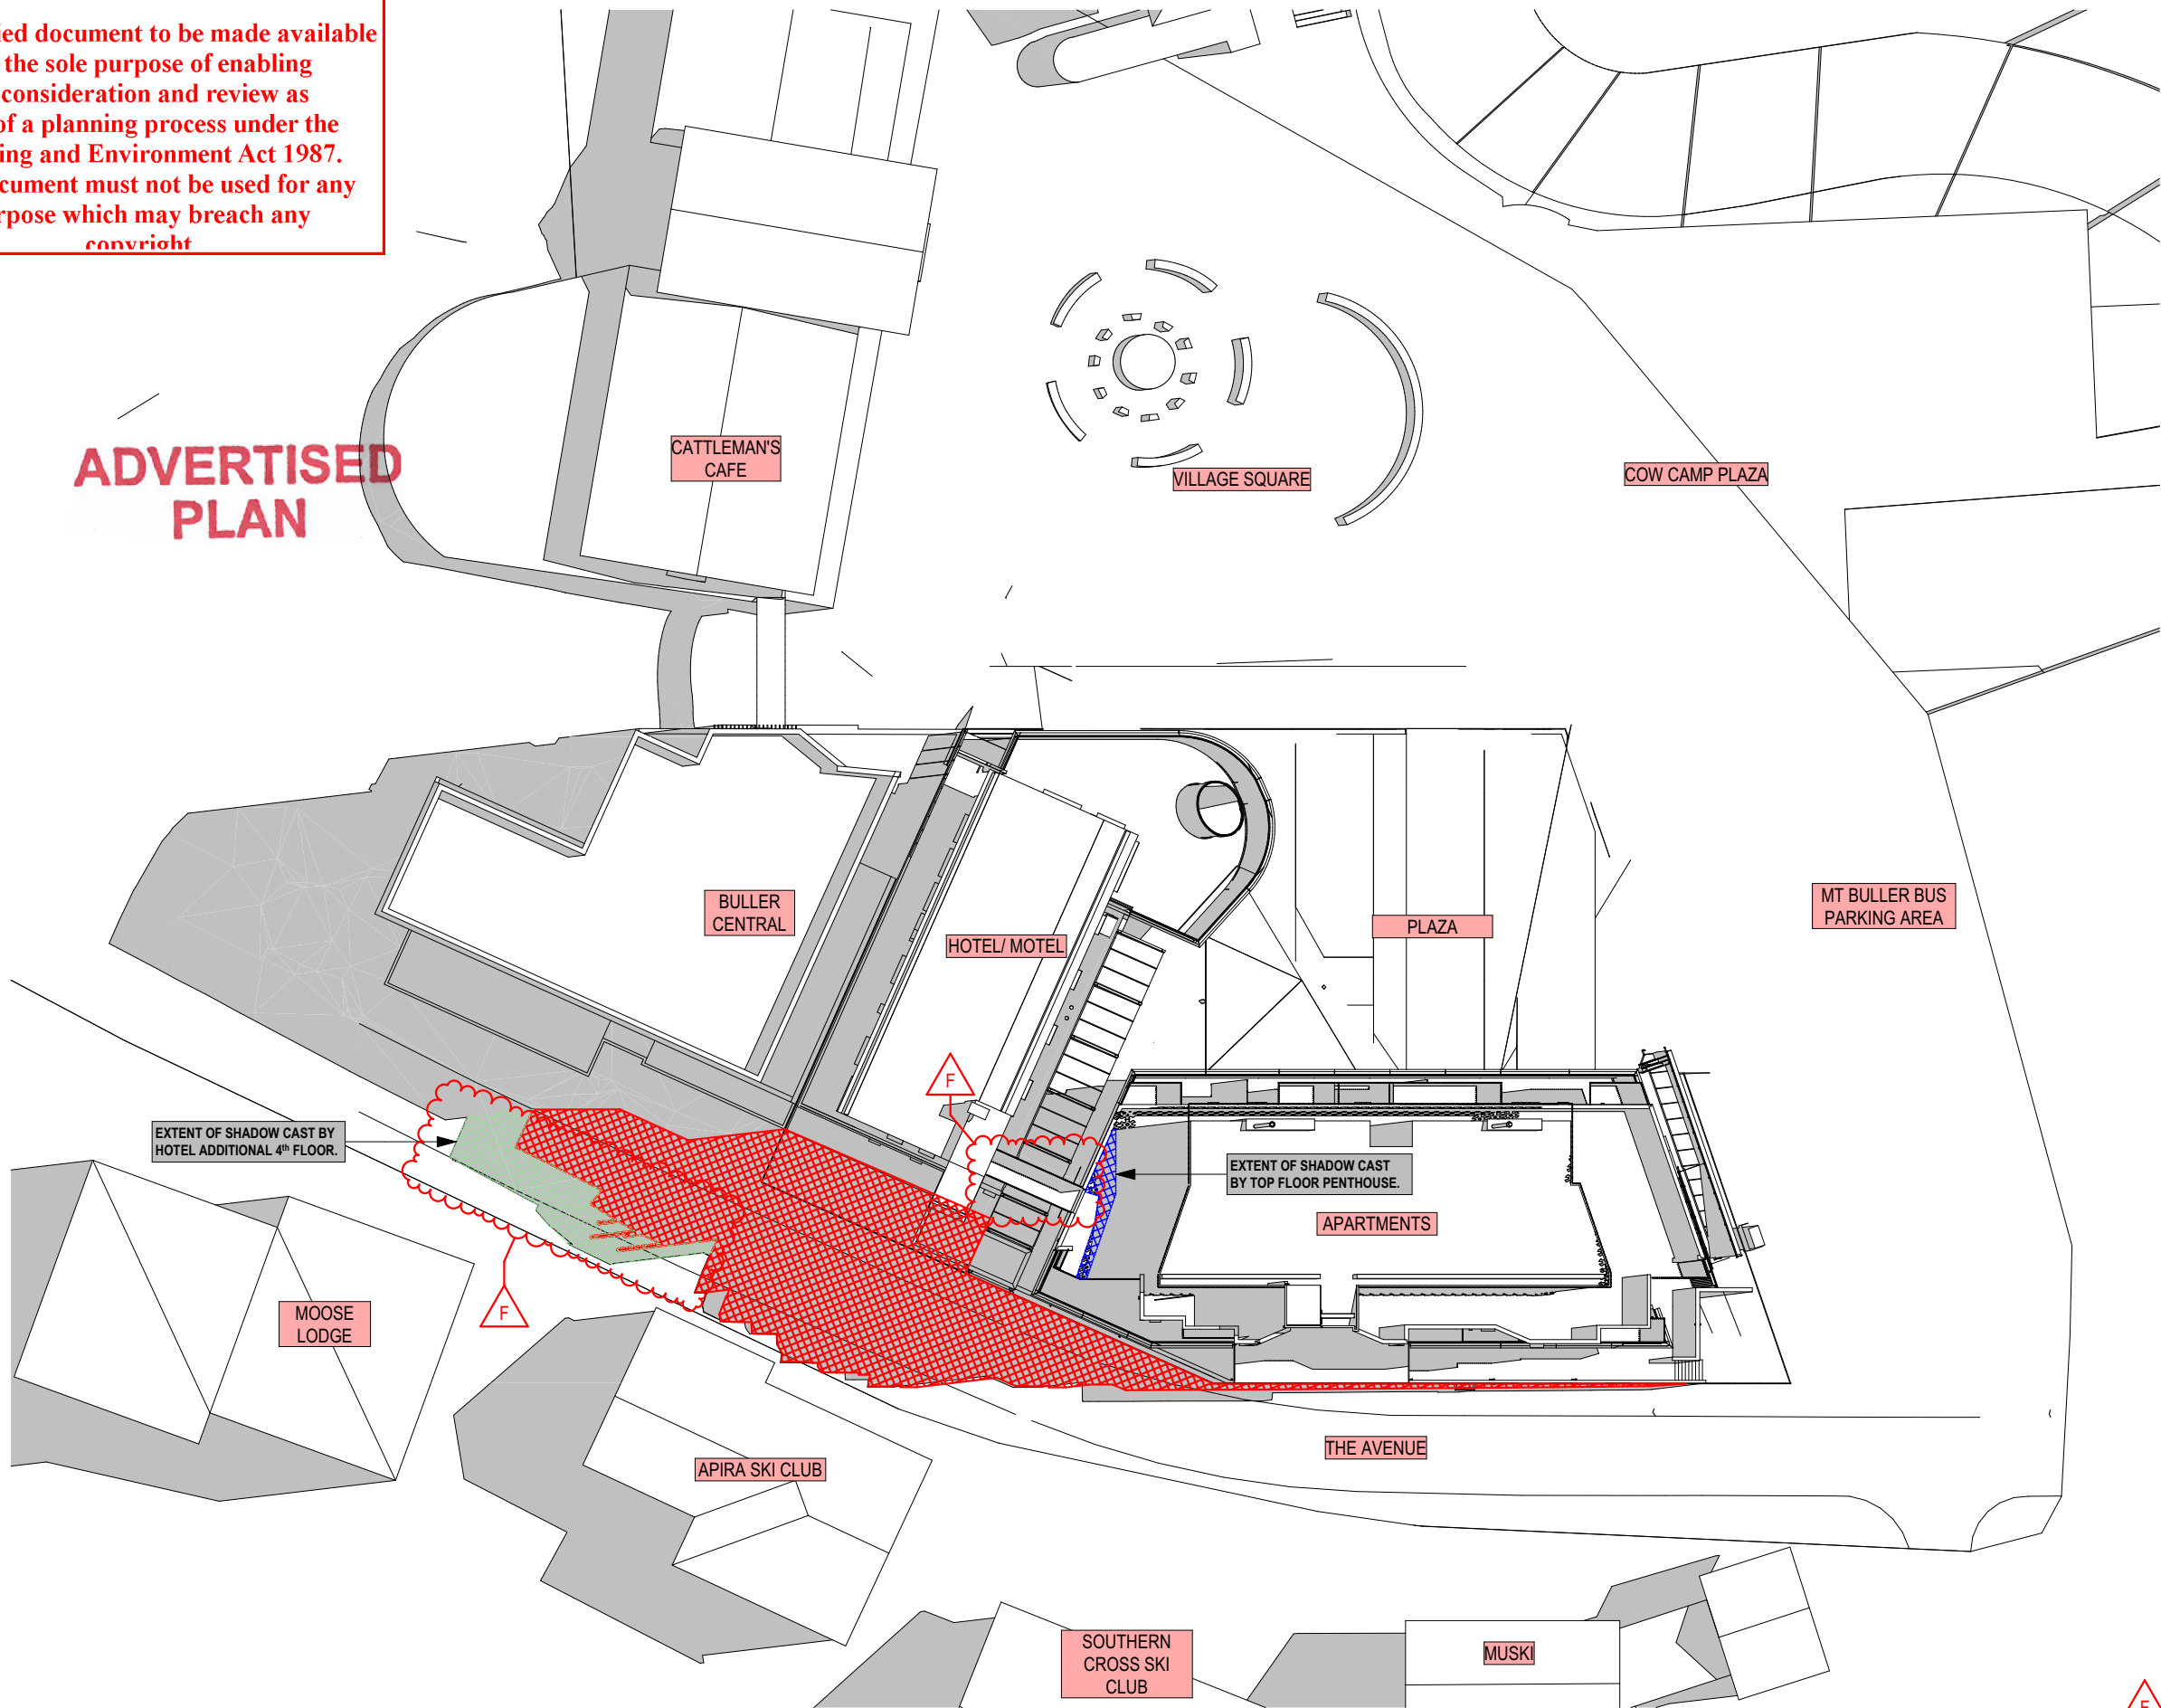 ied document to be made available
the sole purpose of enabling
consideration and review as
of a planning process under the
ing and Environment Act 1987.
cument must not be used for any
rpose which may breach any
copyright
ADVERTISED
PLAN
CATTLEMAN'S
CAFE
VILLAGE SQUARE
COW CAMP PLAZA
BULLER
CENTRAL
HOTEL/ MOTEL
PLAZA
MT BULLER BUS
PARKING AREA
F
EXTENT OF SHADOW CAST BY
HOTEL ADDITIONAL 4th FLOOR.
EXTENT OF SHADOW CAST
BY TOP FLOOR PENTHOUSE.
APARTMENTS
MOOSE
LODGE
F
THE AVENUE
APIRA SKI CLUB
SOUTHERN
CROSS SKI
CLUB
MUSKI